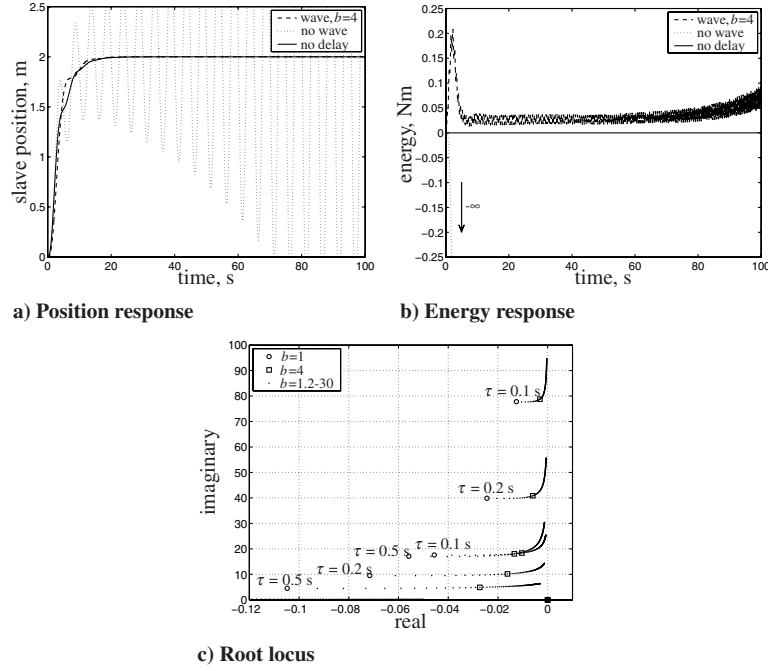 2.5
2
1.5
1
0.5
0
0 20 40 60 80 100
slave position, m
time, s
wave, b=4
no wave
no delay
a) Position response
0.25
0.2
0.15
0.1
0.05
0
−0.05
−0.1
−0.15
−0.2
−0.25
0 20 40 60 80 100
energy, Nm
time, s
wave, b=4
no wave
no delay
-∞
b) Energy response
100
90
80
70
60
50
40
30
20
10
0
−0.12 −0.1 −0.08 −0.06 −0.04 −0.02 0
imaginary
real
b=1
b=4
b=1.2-30
τ = 0.1 s
τ = 0.2 s
τ = 0.5 s
τ = 0.1 s
τ = 0.2 s
τ = 0.5 s
c) Root locus